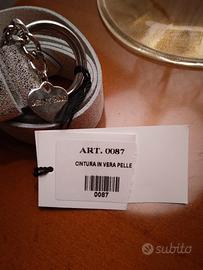 ART. 0087
CINTURA IN VERA PELLE
0087
subito